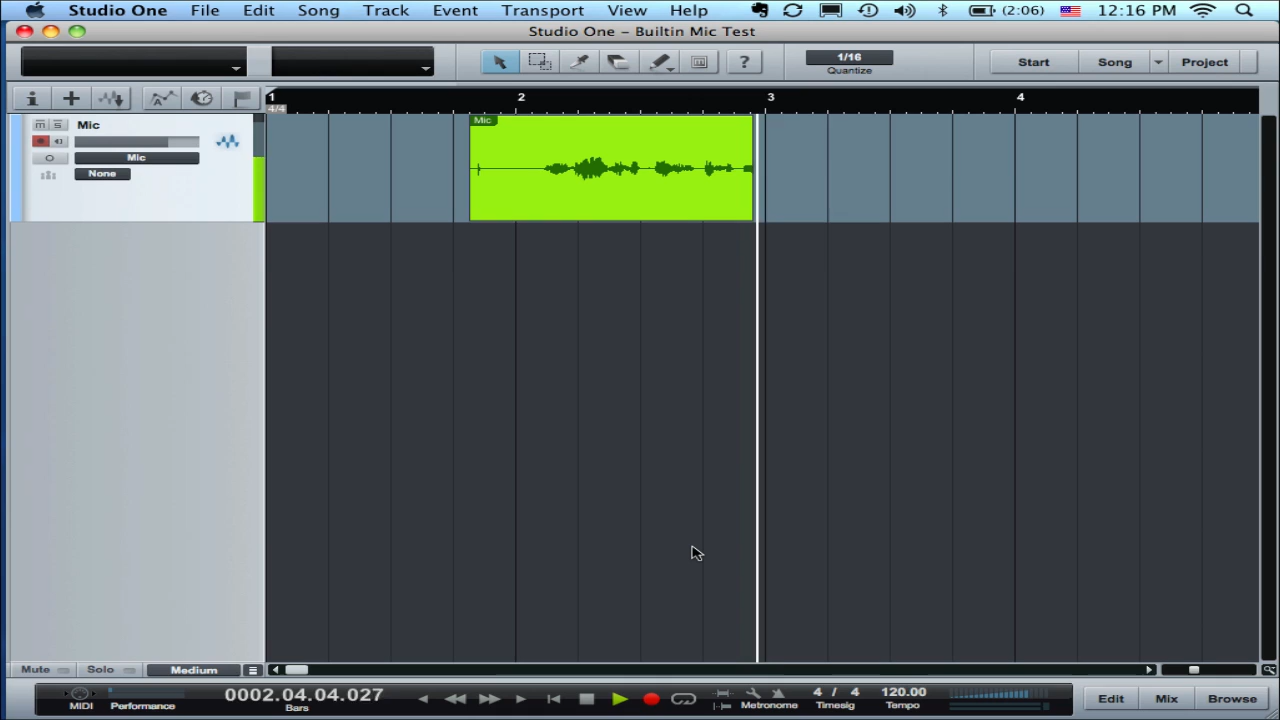 Studio One File Edit Song Track Event Transport View Help (2:06) 12:16 PM
Studio One – Builtin Mic Test
1/16 Start Song Project
? Quantize
1 2 3 4
4/4
M S Mic Mic
Mic
None
Mute Solo Medium
0002.04.04.027 4 / 4 120.00 Edit Mix Browse
MIDI Performance Bars Metronome Timesig Tempo